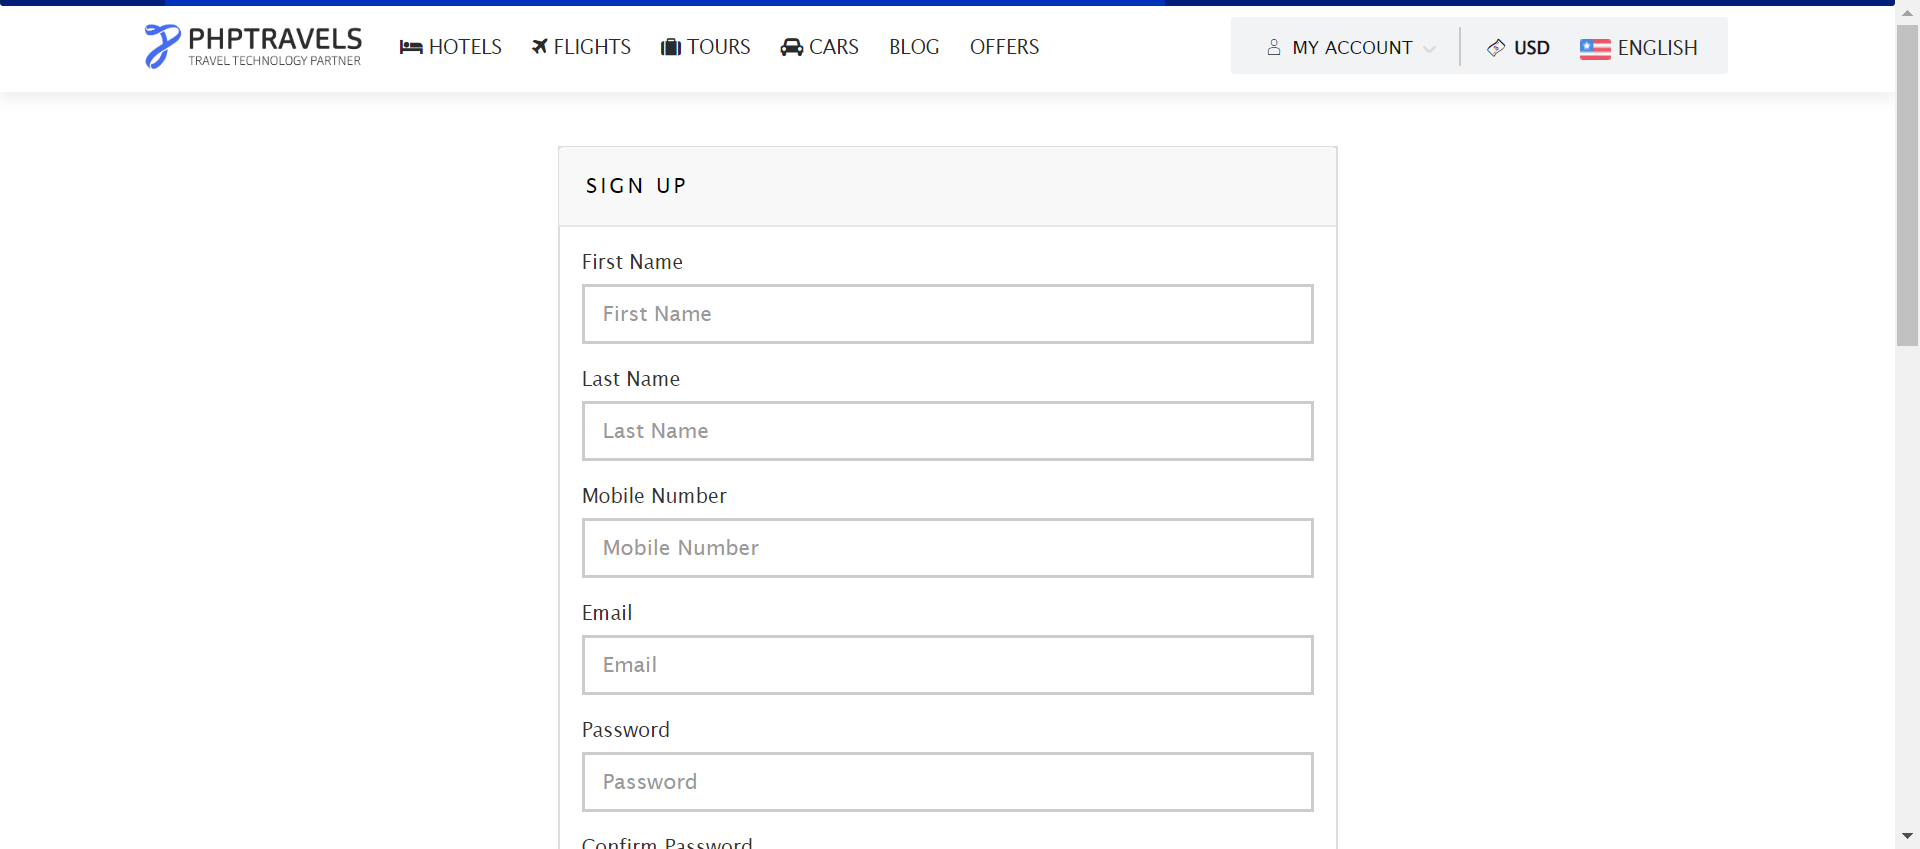 PHPTRAVELS
TRAVEL TECHNOLOGY PARTNER
HOTELS FLIGHTS TOURS CARS BLOG OFFERS
MY ACCOUNT USD ENGLISH
SIGN UP
First Name
First Name
Last Name
Last Name
Mobile Number
Mobile Number
Email
Email
Password
Password
Confirm Password